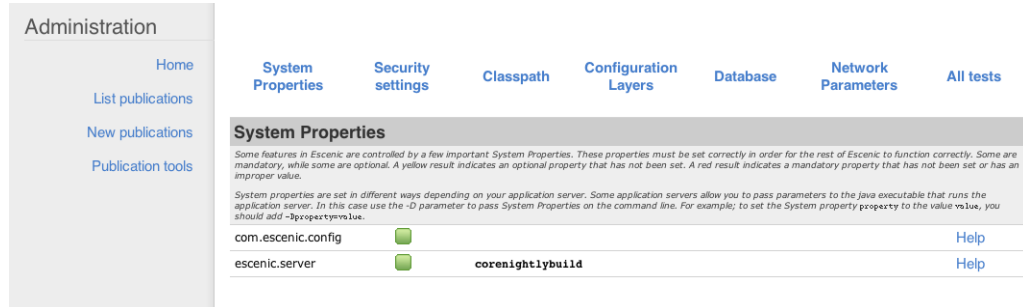 Administration
Home
List publications
New publications
Publication tools
System
Properties
Security
settings
Classpath
Configuration
Layers
Database
Network
Parameters
All tests
System Properties
Some features in Escenic are controlled by a few important System Properties. These properties must be set correctly in order for the rest of Escenic to function correctly. Some are
mandatory, while some are optional. A yellow result indicates an optional property that has not been set. A red result indicates a mandatory property that has not been set or has an
improper value.
System properties are set in different ways depending on your application server. Some application servers allow you to pass parameters to the java executable that runs the
application server. In this case use the -D parameter to pass System Properties on the command line. For example; to set the System property property to the value value, you
should add -Dproperty=value.
com.escenic.config Help
escenic.server corenightlybuild Help